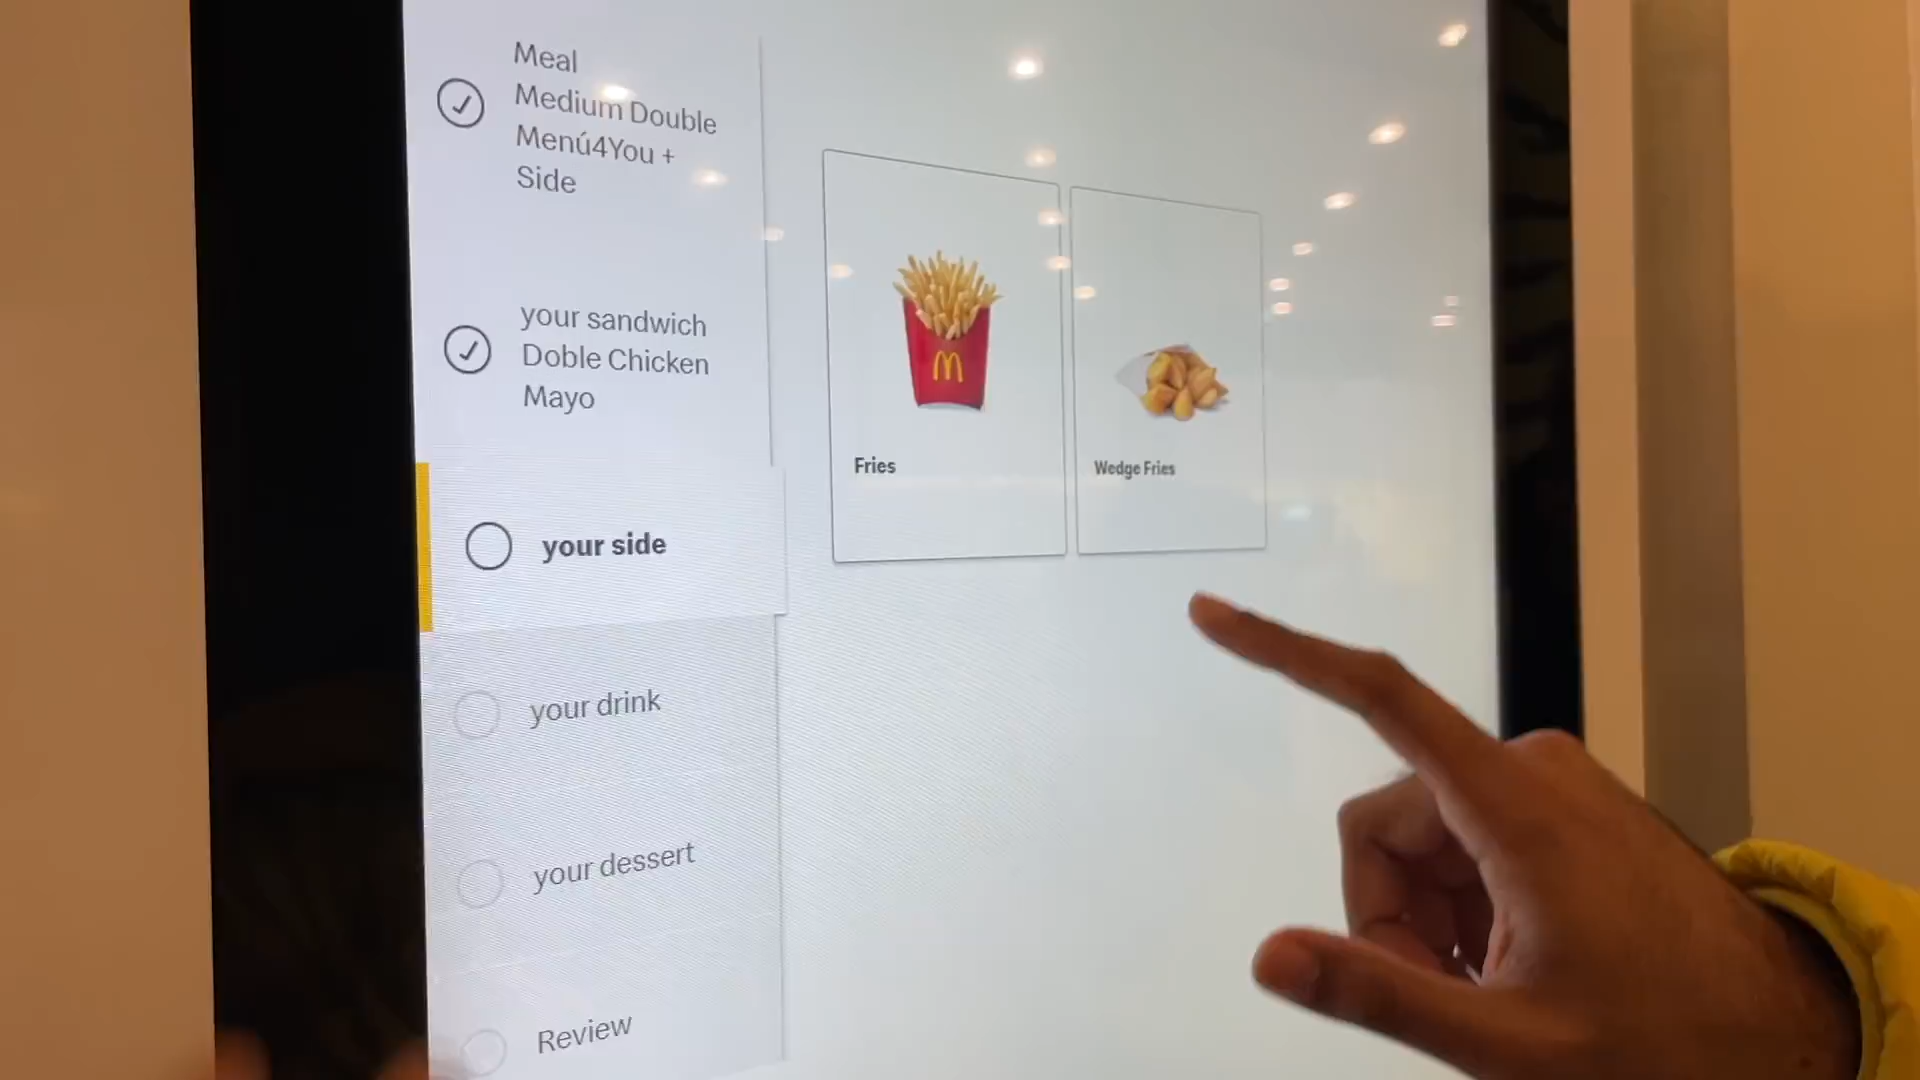 Meal
Medium Double
Menú4You +
Side
your sandwich
Doble Chicken
Mayo
your side
your drink
your dessert
Review
Fries
Wedge Fries